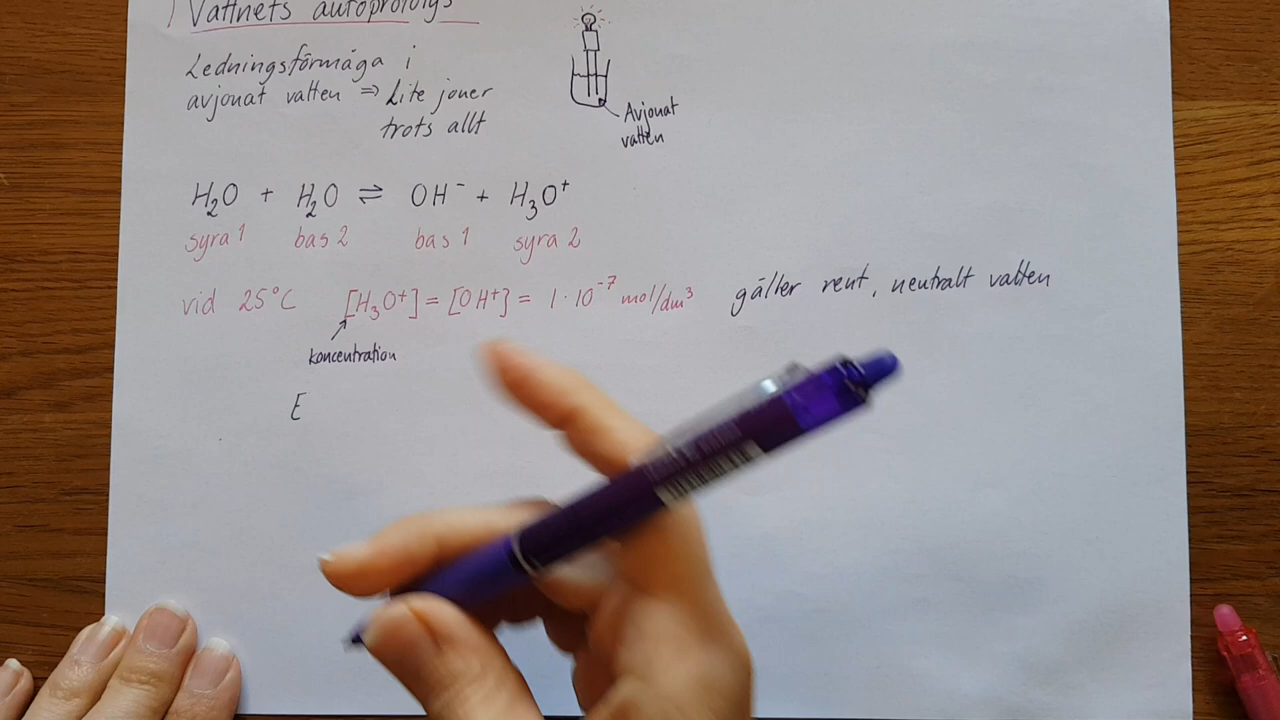 Vattnets autoprotolys
Ledningsförmåga i
avjonat vatten ⇒ Lite joner
trots allt
Avjonat
vatten
H₂O + H₂O ⇌ OH⁻ + H₃O⁺
syra 1 bas 2 bas 1 syra 2
vid 25°C [H₃O⁺] = [OH⁺] = 1·10⁻⁷ mol/dm³ gäller rent, neutralt vatten
koncentration
E